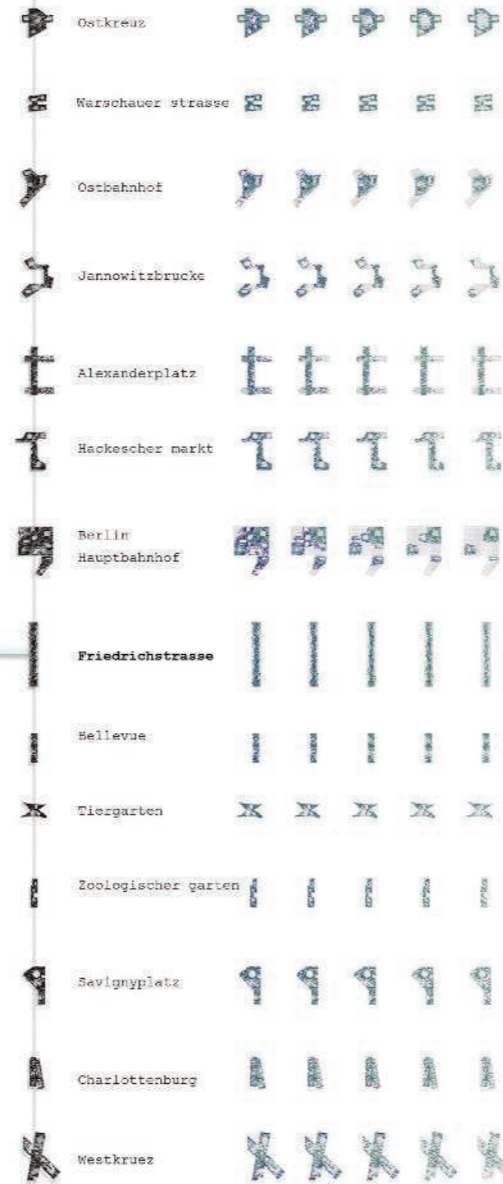 Ostkreuz
Warschauer strasse
Ostbahnhof
Jannowitzbrucke
Alexanderplatz
Hackescher markt
Berlin
Hauptbahnhof
Friedrichstrasse
Bellevue
Tiergarten
Zoologischer garten
Savignyplatz
Charlottenburg
Westkruez